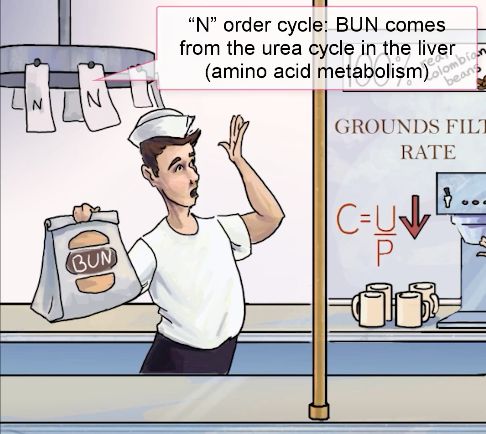 “N” order cycle: BUN comes
from the urea cycle in the liver
(amino acid metabolism)
100% real
Colombian
beans
N
N
GROUNDS FILT
RATE
C=U
P
BUN